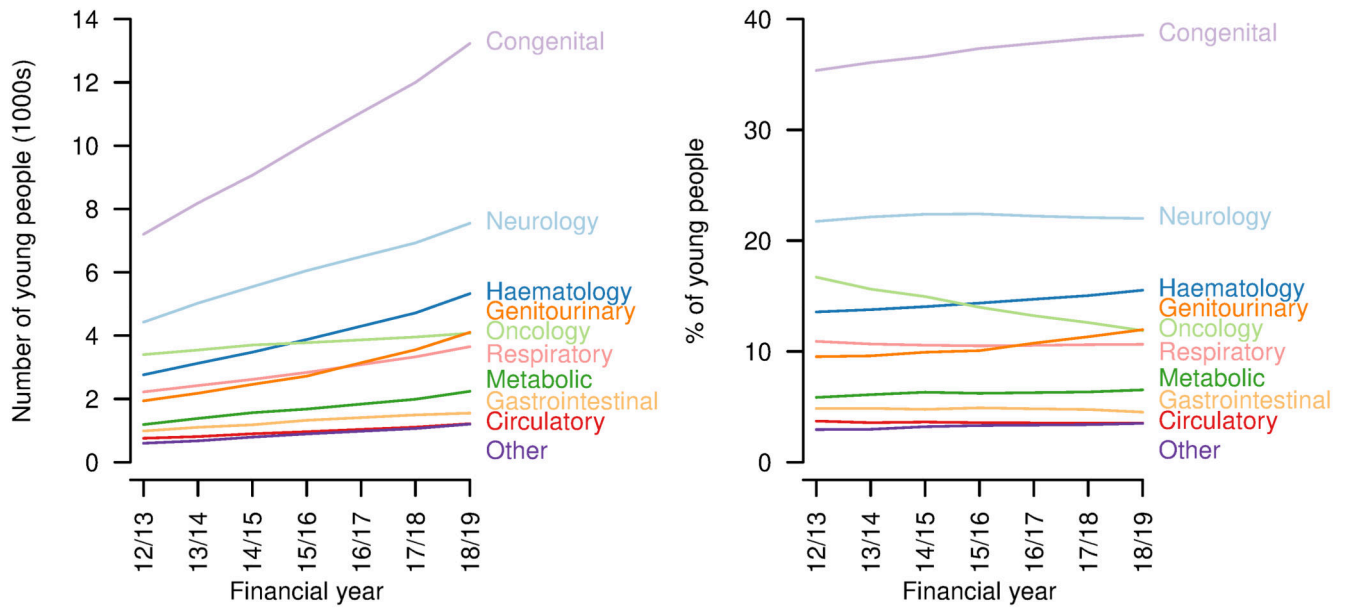 Number of young people (1000s)
14
12
10
8
6
4
2
0
Congenital
Neurology
Haematology
Genitourinary
Oncology
Respiratory
Metabolic
Gastrointestinal
Circulatory
Other
12/13
13/14
14/15
15/16
16/17
17/18
18/19
Financial year
% of young people
40
30
20
10
0
Congenital
Neurology
Haematology
Genitourinary
Oncology
Respiratory
Metabolic
Gastrointestinal
Circulatory
Other
12/13
13/14
14/15
15/16
16/17
17/18
18/19
Financial year